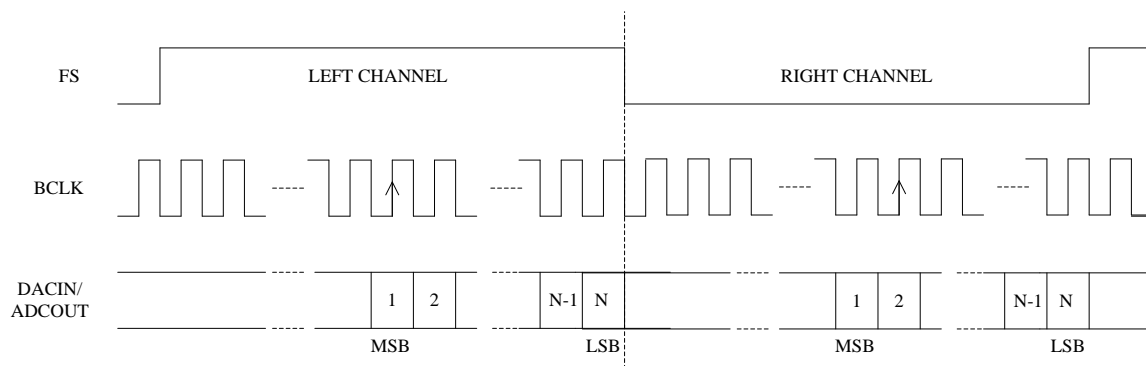 FS
LEFT CHANNEL
RIGHT CHANNEL
BCLK
DACIN/
ADCOUT
1 2 N-1 N 1 2 N-1 N
MSB LSB MSB LSB